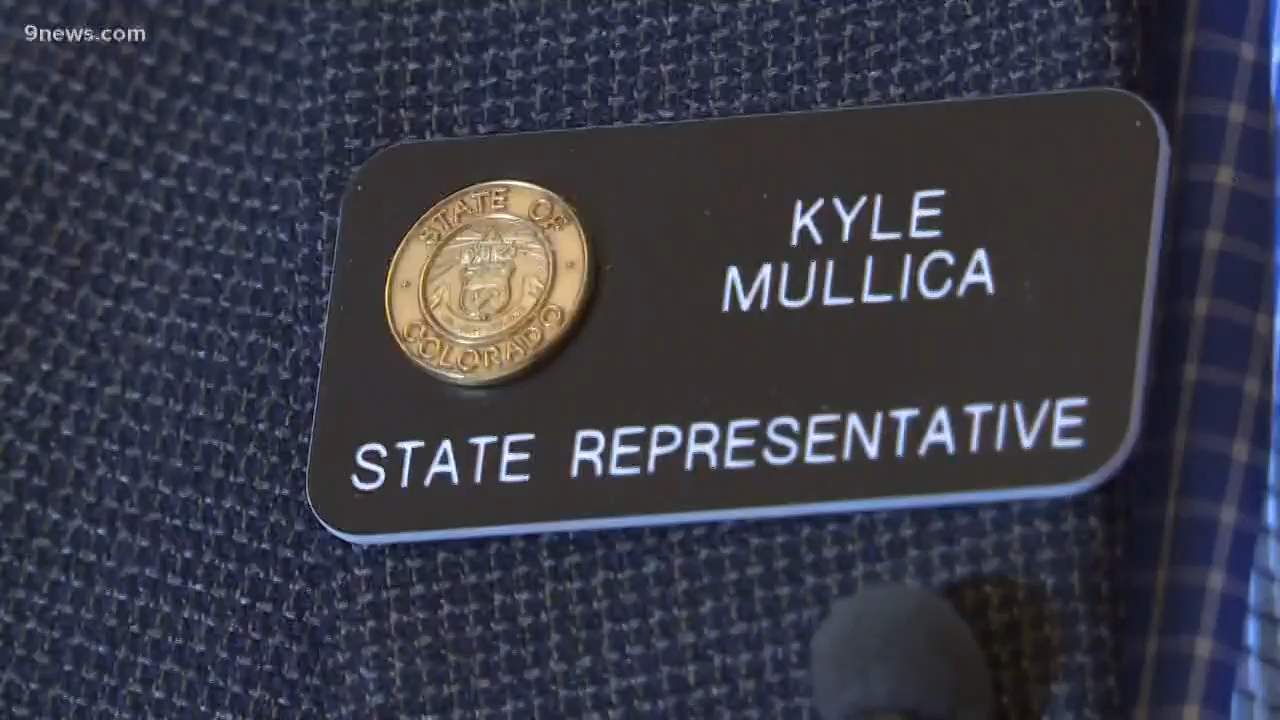 9news.com
STATE OF
COLORADO
KYLE
MULLICA
STATE REPRESENTATIVE